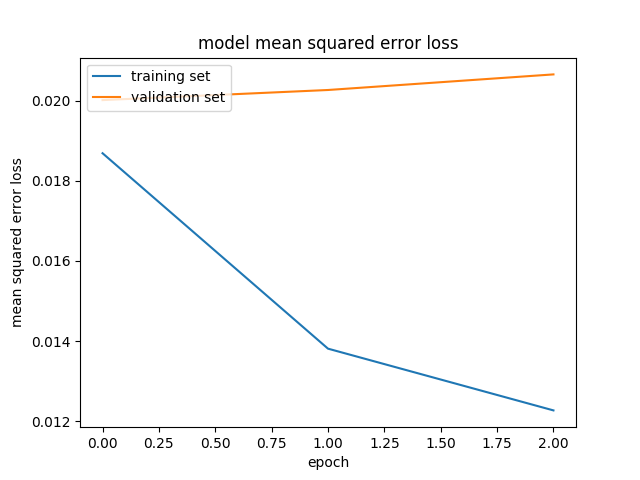 model mean squared error loss
training set
validation set
0.020
0.018
0.016
0.014
0.012
mean squared error loss
0.00 0.25 0.50 0.75 1.00 1.25 1.50 1.75 2.00
epoch